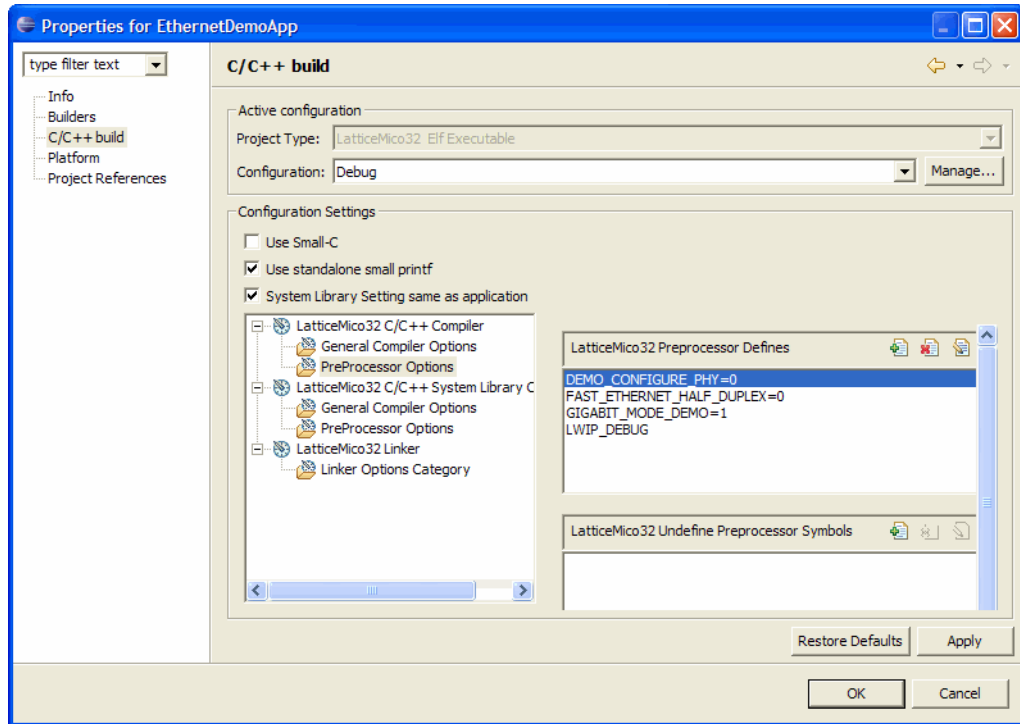 Properties for EthernetDemoApp
type filter text
Info
Builders
C/C++ build
Platform
Project References
C/C++ build
Active configuration
Project Type: LatticeMico32 Elf Executable
Configuration: Debug Manage...
Configuration Settings
Use Small-C
Use standalone small printf
System Library Setting same as application
LatticeMico32 C/C++ Compiler
General Compiler Options
PreProcessor Options
LatticeMico32 C/C++ System Library C
General Compiler Options
PreProcessor Options
LatticeMico32 Linker
Linker Options Category
LatticeMico32 Preprocessor Defines
DEMO_CONFIGURE_PHY=0
FAST_ETHERNET_HALF_DUPLEX=0
GIGABIT_MODE_DEMO=1
LWIP_DEBUG
LatticeMico32 Undefine Preprocessor Symbols
Restore Defaults Apply
OK Cancel